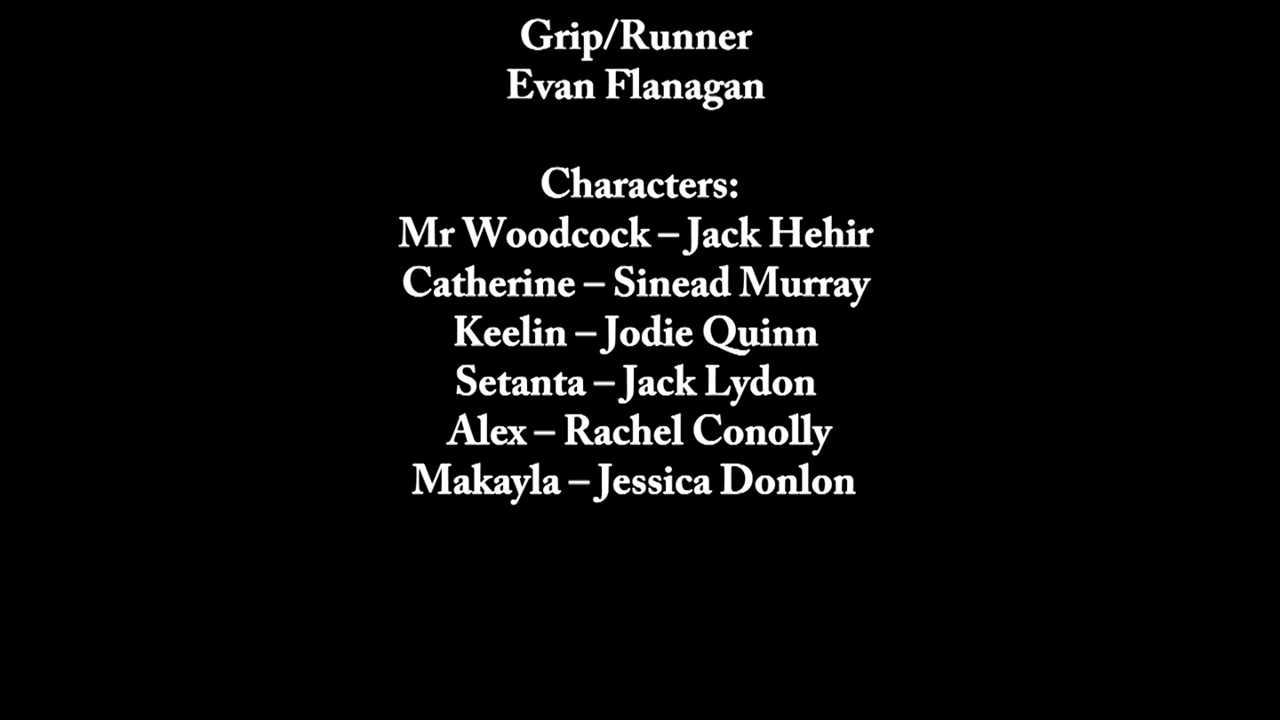 Grip/Runner
Evan Flanagan
Characters:
Mr Woodcock – Jack Hehir
Catherine – Sinead Murray
Keelin – Jodie Quinn
Setanta – Jack Lydon
Alex – Rachel Conolly
Makayla – Jessica Donlon